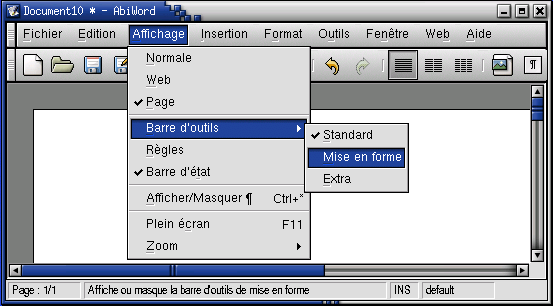 Document10 * - AbiWord
Fichier Edition Affichage Insertion Format Outils Fenêtre Web Aide
Normale
Web
Page
Barre d'outils
Standard
Règles
Mise en forme
Barre d'état
Extra
Afficher/Masquer ¶ Ctrl+*
Plein écran F11
Zoom
Page : 1/1 Affiche ou masque la barre d'outils de mise en forme INS default